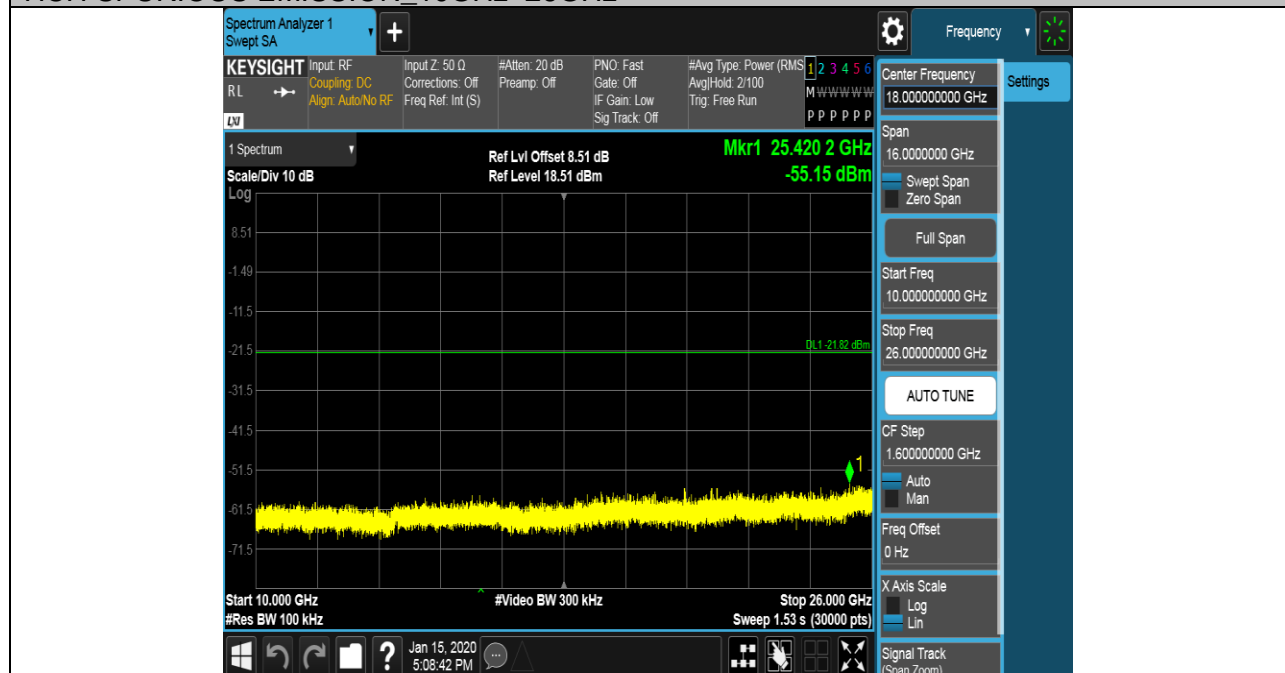 Spectrum Analyzer 1
Swept SA
+
Frequency
KEYSIGHT
RL
LXI
Input: RF
Coupling: DC
Align: Auto/No RF
Input Z: 50 Ω
Corrections: Off
Freq Ref: Int (S)
#Atten: 20 dB
Preamp: Off
PNO: Fast
Gate: Off
IF Gain: Low
Sig Track: Off
#Avg Type: Power (RMS
Avg|Hold: 2/100
Trig: Free Run
1 2 3 4 5 6
M W W W W W
P P P P P P
1 Spectrum
Scale/Div 10 dB
Ref Lvl Offset 8.51 dB
Ref Level 18.51 dBm
Mkr1 25.420 2 GHz
-55.15 dBm
Log
8.51
-1.49
-11.5
-21.5
DL1 -21.82 dBm
-31.5
-41.5
-51.5
1
-61.5
-71.5
Start 10.000 GHz
#Video BW 300 kHz
Stop 26.000 GHz
#Res BW 100 kHz
Sweep 1.53 s (30000 pts)
?
Jan 15, 2020
5:08:42 PM
Center Frequency
18.000000000 GHz
Settings
Span
16.0000000 GHz
Swept Span
Zero Span
Full Span
Start Freq
10.000000000 GHz
Stop Freq
26.000000000 GHz
AUTO TUNE
CF Step
1.600000000 GHz
Auto
Man
Freq Offset
0 Hz
X Axis Scale
Log
Lin
Signal Track
(Span Zoom)